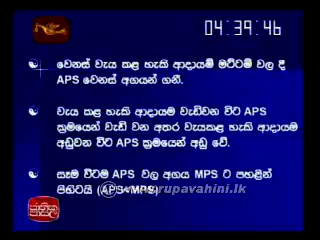 04:39:46
වෙනස් වැය කළ හැකි ආදායම් මට්ටම් වල දී
APS වෙනස් අගයන් ගනී.
වැය කළ හැකි ආදායම වැඩිවන විට APS
ක්‍රමයෙන් වැඩි වන අතර වැයකළ හැකි ආදායම
අඩුවන විට APS ක්‍රමයෙන් අඩු වේ.
සෑම විටම APS වල අගය MPS ට පහළින්
පිහිටයි (APS<MPS)
www.rupavahini.lk